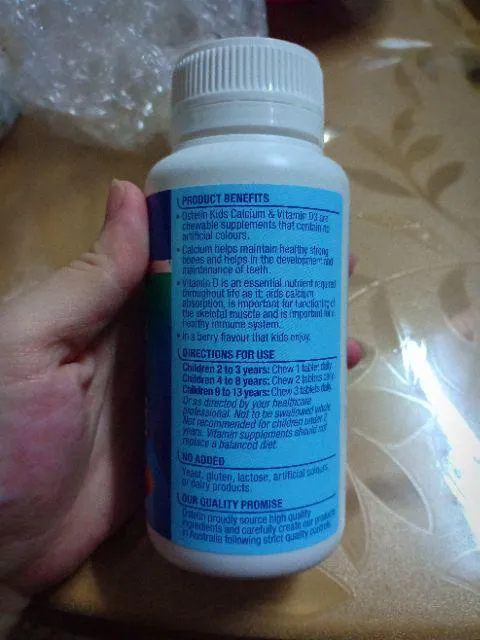 PRODUCT BENEFITS
• Ostelin Kids Calcium & Vitamin D3 are
chewable supplements that contain no
artificial colours.
• Calcium helps maintain healthy strong
bones and helps in the development and
maintenance of teeth.
• Vitamin D is an essential nutrient required
throughout life as it: aids calcium
absorption, is important for functioning of
the skeletal muscle and is important for a
healthy immune system.
• In a berry flavour that kids enjoy.
DIRECTIONS FOR USE
Children 2 to 3 years: Chew 1 tablet daily.
Children 4 to 8 years: Chew 2 tablets daily.
Children 9 to 13 years: Chew 3 tablets daily.
Or as directed by your healthcare
professional. Not to be swallowed whole.
Not recommended for children under 2
years. Vitamin supplements should not
replace a balanced diet.
NO ADDED
Yeast, gluten, lactose, artificial colours
or dairy products.
OUR QUALITY PROMISE
Ostelin proudly source high quality
ingredients and carefully create our products
in Australia following strict quality controls.